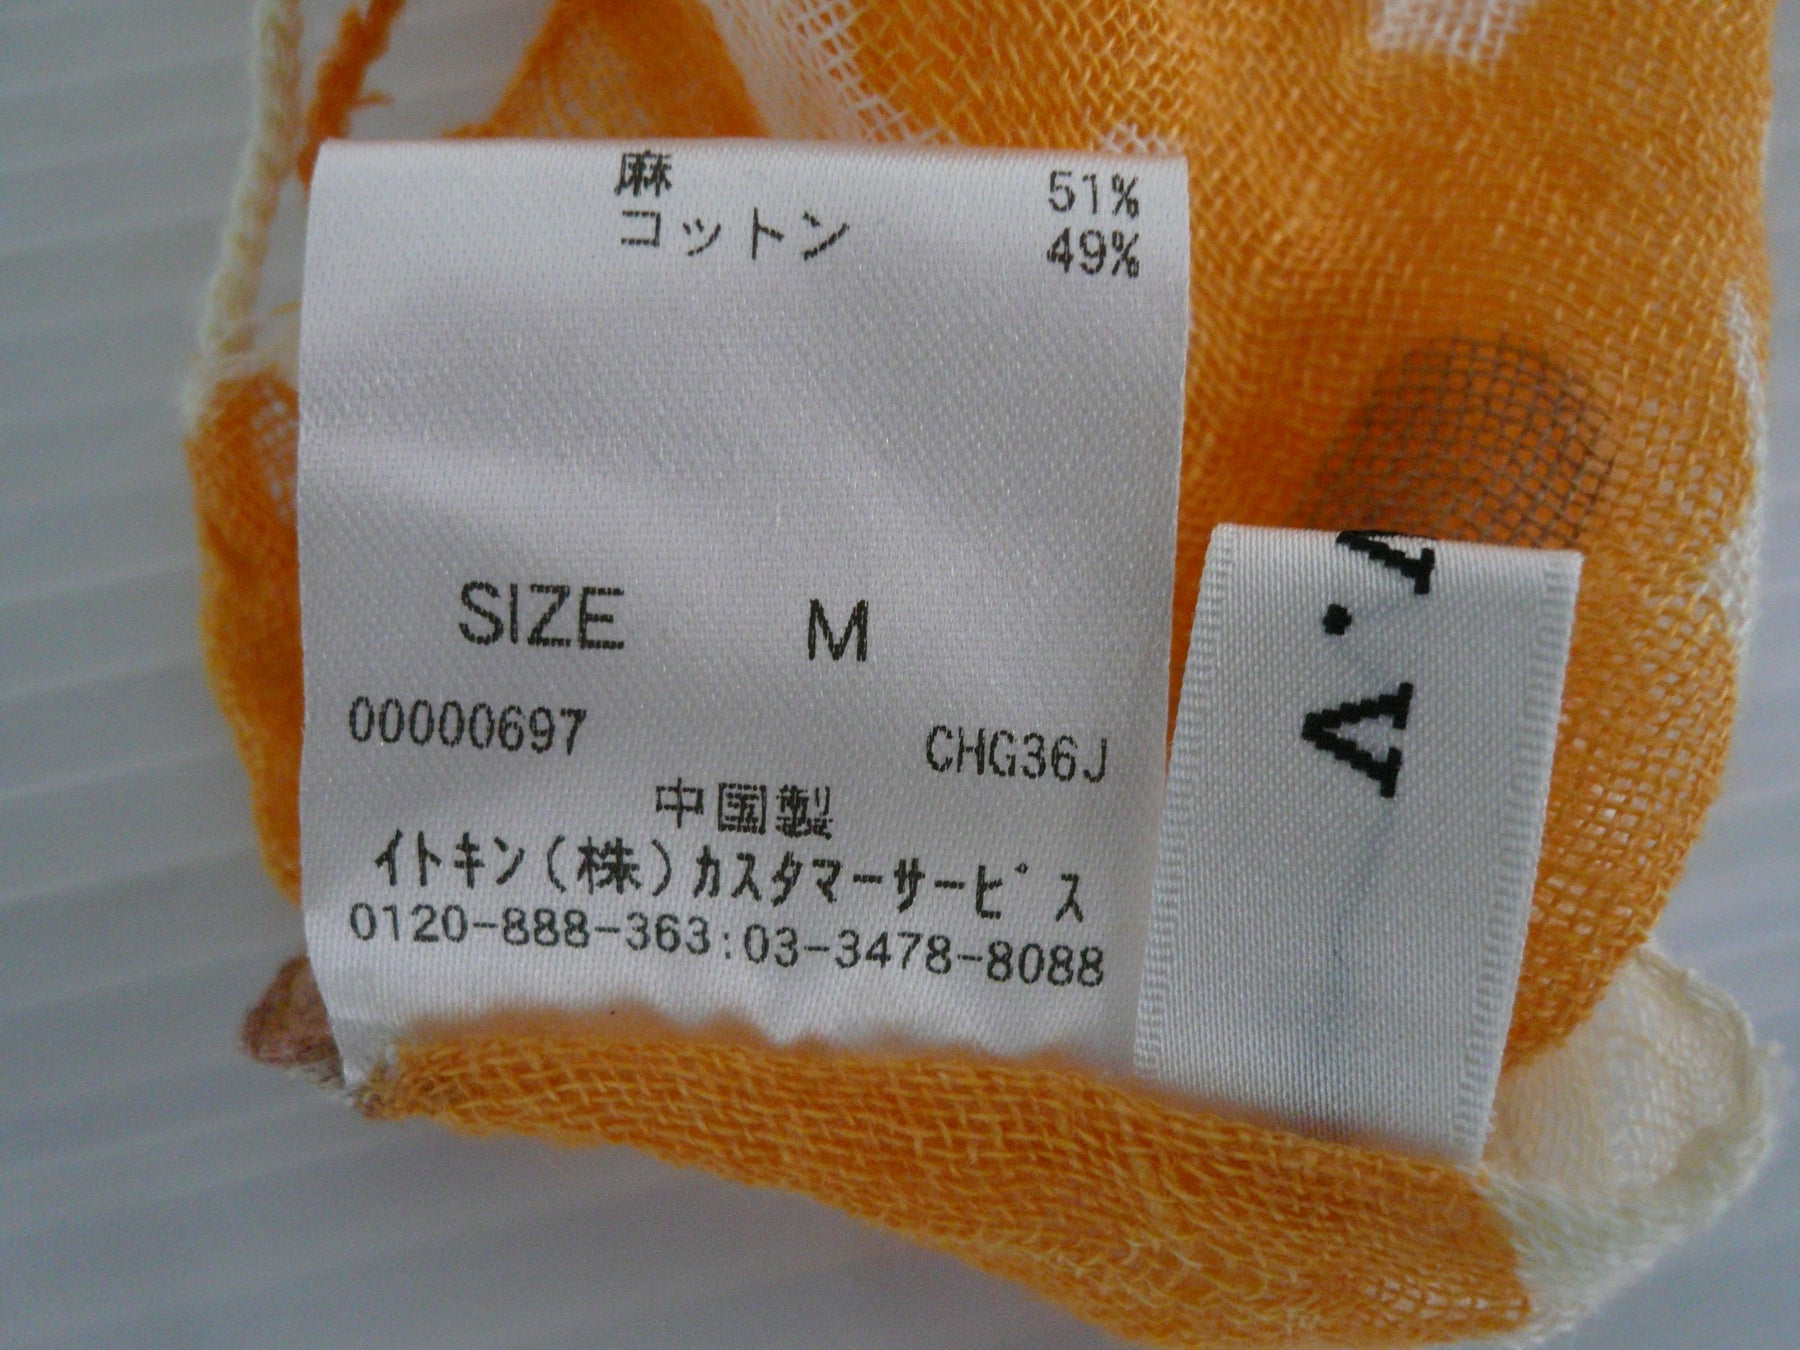 麻 51%
コットン 49%
SIZE M
00000697 CHG36J
中国製
イトキン(株)カスタマーサービス
0120-888-363:03-3478-8088
A・